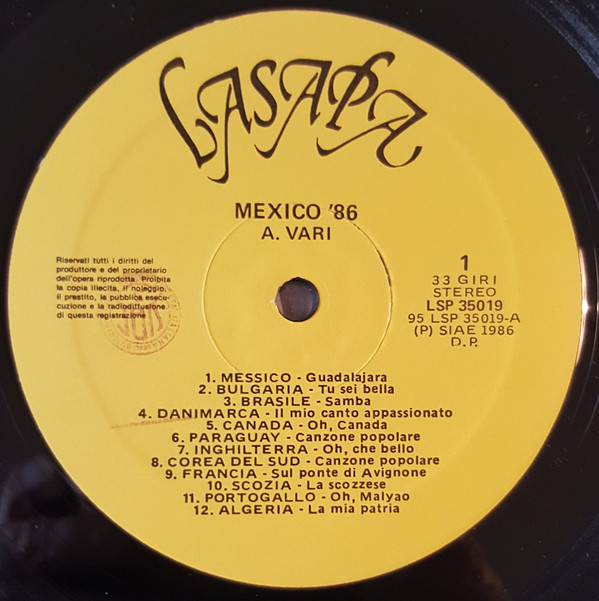 LASAPA
MEXICO '86
A. VARI
Riservati tutti i diritti del
produttore e del proprietario
dell'opera riprodotta. Proibita
la copia illecita, il noleggio,
il prestito, la pubblica esecu-
cuzione e la radiodiffusione
di questa registrazione
1
33 GIRI
STEREO
LSP 35019
95 LSP 35019-A
(P) SIAE 1986
D.P.
1. MESSICO - Guadalajara
2. BULGARIA - Tu sei bella
3. BRASILE - Samba
4. DANIMARCA - Il mio canto appassionato
5. CANADA - Oh, Canada
6. PARAGUAY - Canzone popolare
7. INGHILTERRA - Oh, che bello
8. COREA DEL SUD - Canzone popolare
9. FRANCIA - Sul ponte di Avignone
10. SCOZIA - La scozzese
11. PORTOGALLO - Oh, Malyao
12. ALGERIA - La mia patria